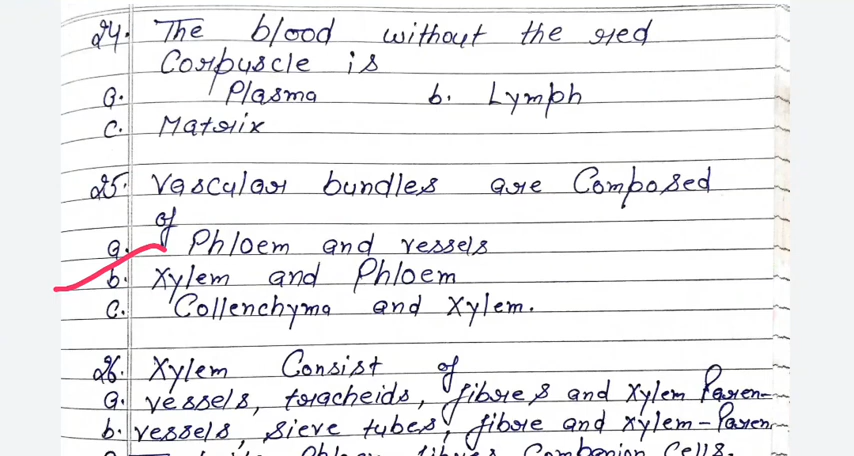 24. The blood without the red
Corpuscle is
a. Plasma b. Lymph
c. Matrix
25. Vascular bundles are Composed
of
a. Phloem and vessels
b. Xylem and Phloem
c. Collenchyma and Xylem.
26. Xylem Consist of
a. vessels, tracheids, fibres and Xylem Paren-
b. vessels, sieve tubes, fibre and xylem-Paren
Companion Cells.